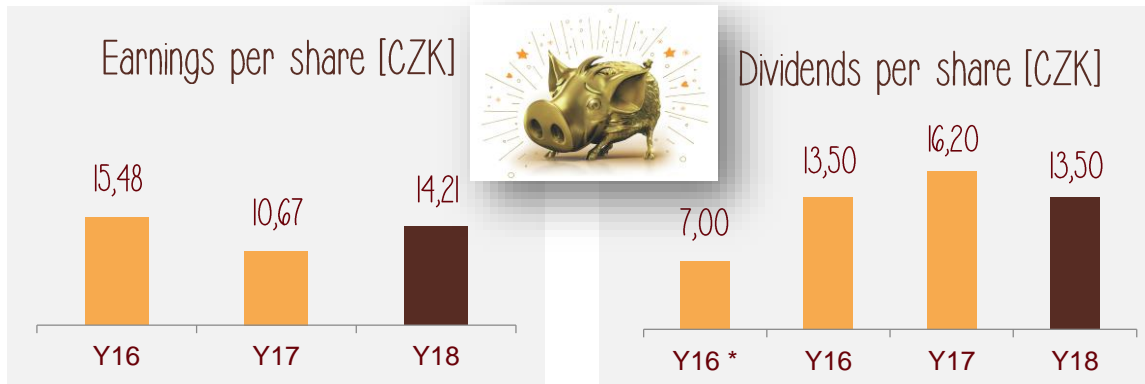 Earnings per share [CZK]
15,48
10,67
14,21
Y16
Y17
Y18
Dividends per share [CZK]
7,00
13,50
16,20
13,50
Y16 *
Y16
Y17
Y18